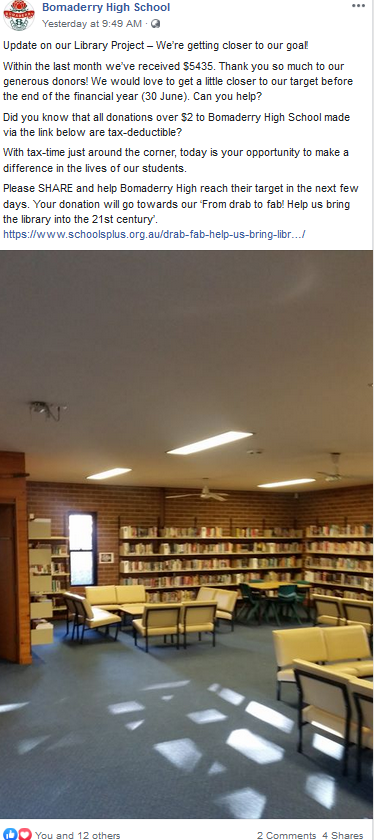 Bomaderry High School
Yesterday at 9:49 AM ·
Update on our Library Project – We're getting closer to our goal!
Within the last month we've received $5435. Thank you so much to our
generous donors! We would love to get a little closer to our target before
the end of the financial year (30 June). Can you help?
Did you know that all donations over $2 to Bomaderry High School made
via the link below are tax-deductible?
With tax-time just around the corner, today is your opportunity to make a
difference in the lives of our students.
Please SHARE and help Bomaderry High reach their target in the next few
days. Your donation will go towards our 'From drab to fab! Help us bring
the library into the 21st century'.
https://www.schoolsplus.org.au/drab-fab-help-us-bring-libr…/
You and 12 others
2 Comments 4 Shares